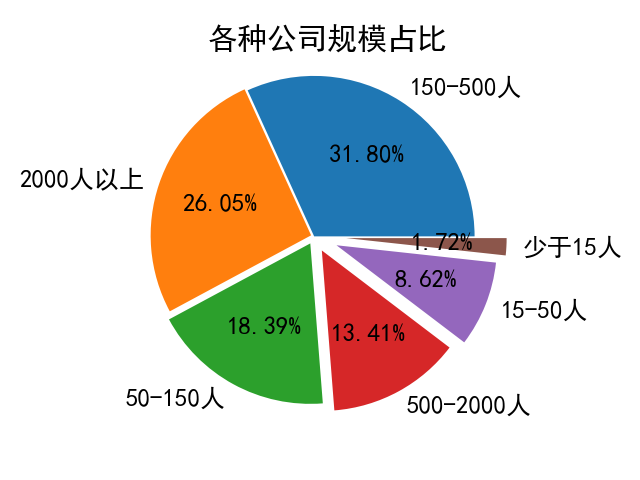 各种公司规模占比
150-500人
31.80%
2000人以上
26.05%
1.72%
少于15人
8.62%
15-50人
18.39%
13.41%
50-150人
500-2000人